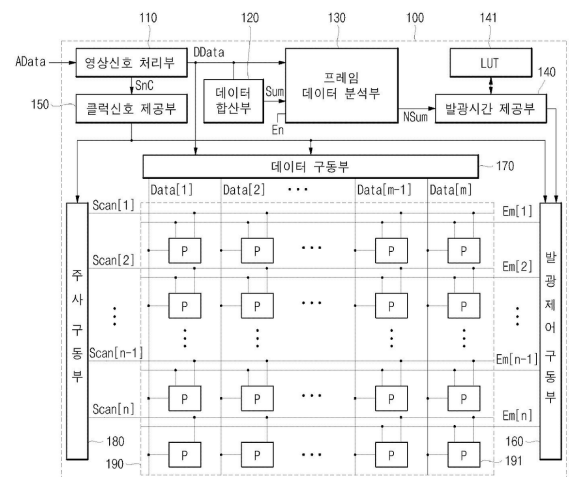 110
120
130
100
141
AData
영상신호 처리부
DData
데이터
합산부
Sum
En
프레임
데이터 분석부
NSum
LUT
140
발광시간 제공부
SnC
150
클럭신호 제공부
데이터 구동부
170
Data[1]
Data[2]
...
Data[m-1]
Data[m]
Scan[1]
Em[1]
P
P
...
P
P
Scan[2]
Em[2]
P
P
...
P
P
주사 구동부
발광제어 구동부
Scan[n-1]
Em[n-1]
P
P
...
P
P
Scan[n]
Em[n]
P
P
...
P
P
180
190
191
160